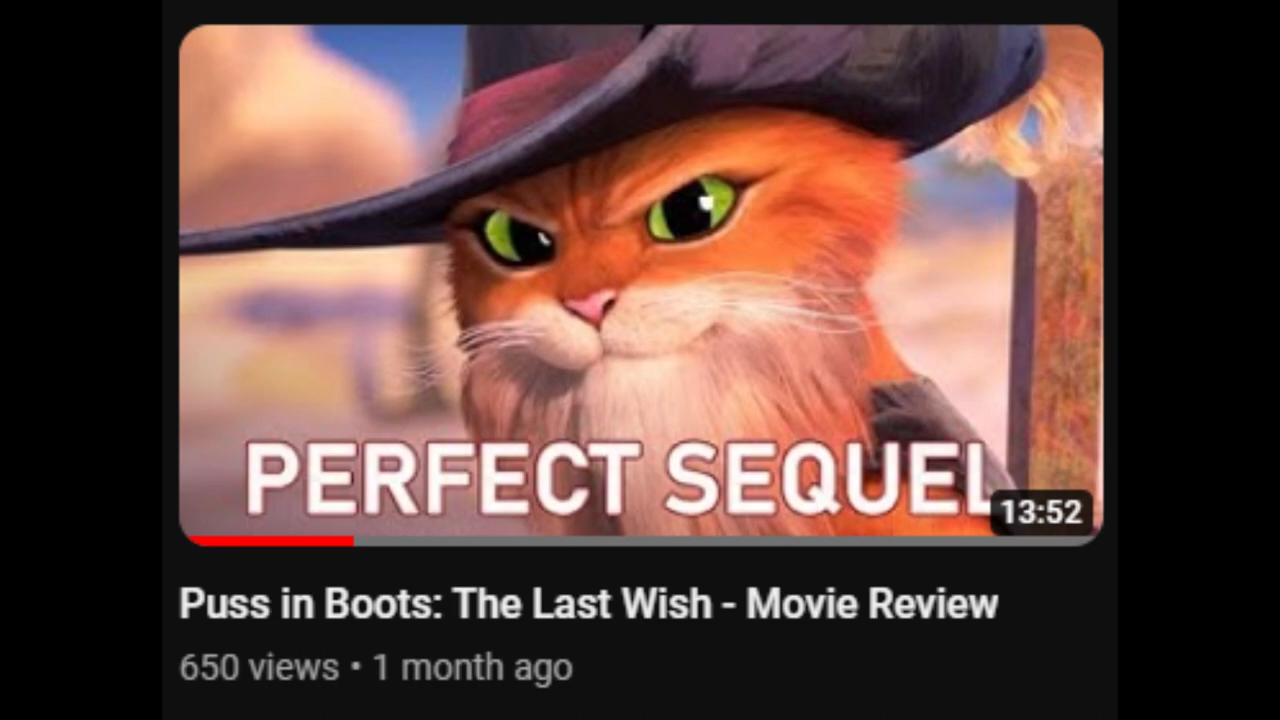 PERFECT SEQUEL
13:52
Puss in Boots: The Last Wish - Movie Review
650 views • 1 month ago